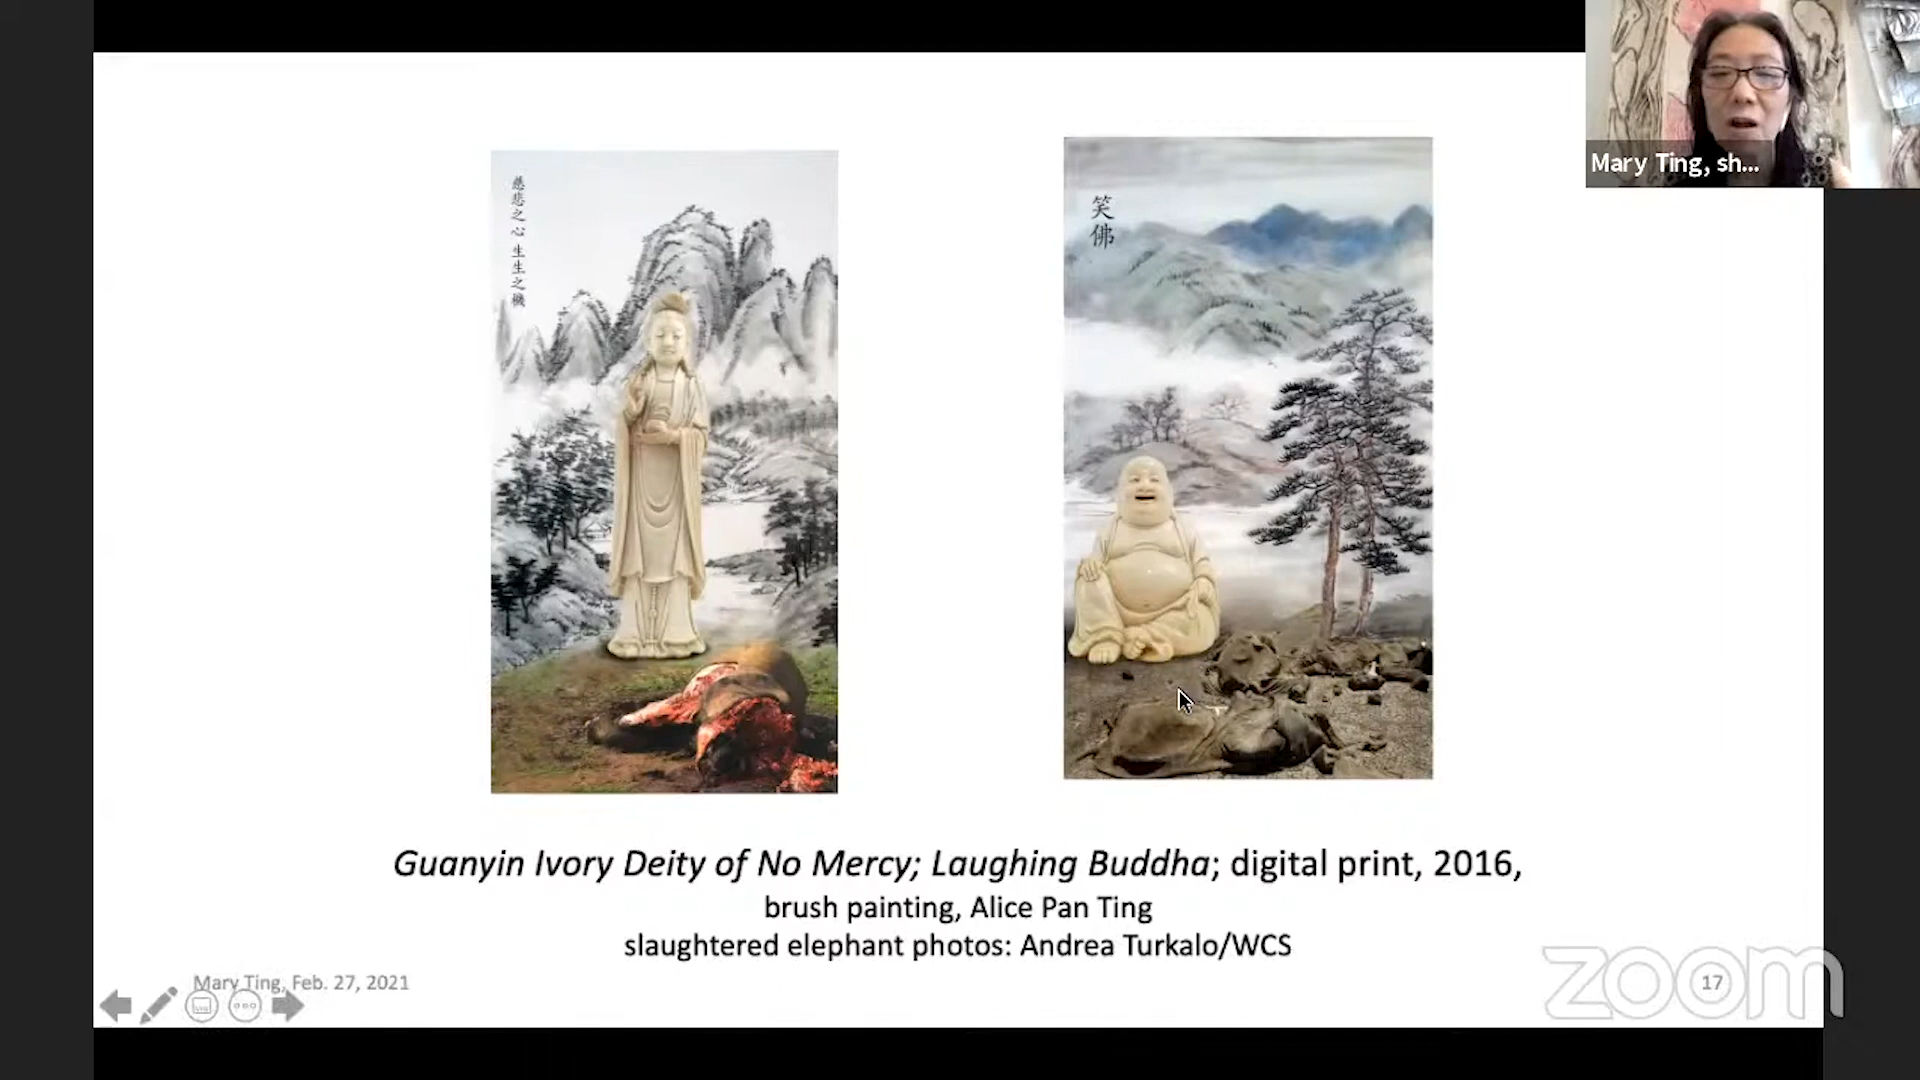 Mary Ting, sh...
慈悲之心 生生之機
笑佛
Guanyin Ivory Deity of No Mercy; Laughing Buddha; digital print, 2016,
brush painting, Alice Pan Ting
slaughtered elephant photos: Andrea Turkalo/WCS
Mary Ting, Feb. 27, 2021
17
zoom